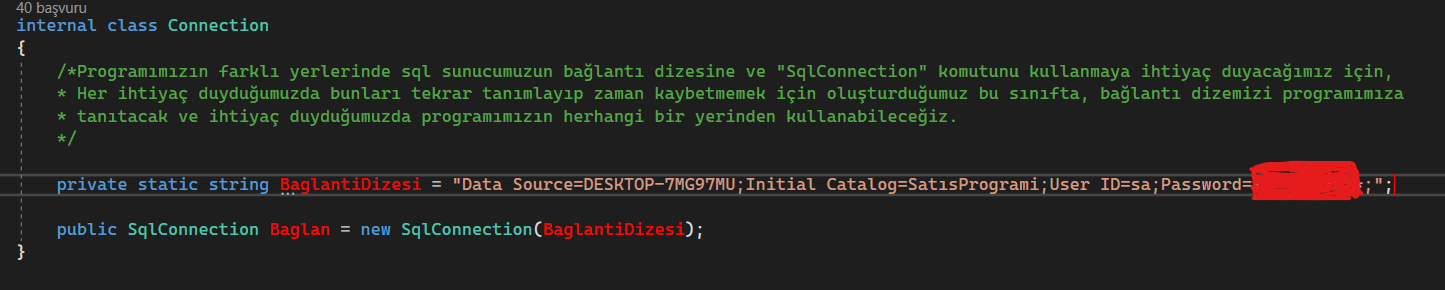 40 başvuru
internal class Connection
{
/*Programımızın farklı yerlerinde sql sunucumuzun bağlantı dizesine ve "SqlConnection" komutunu kullanmaya ihtiyaç duyacağımız için,
* Her ihtiyaç duyduğumuzda bunları tekrar tanımlayıp zaman kaybetmemek için oluşturduğumuz bu sınıfta, bağlantı dizemizi programımıza
* tanıtacak ve ihtiyaç duyduğumuzda programımızın herhangi bir yerinden kullanabileceğiz.
*/
private static string BaglantiDizesi = "Data Source=DESKTOP-7MG97MU;Initial Catalog=SatısProgrami;User ID=sa;Password=;";
public SqlConnection Baglan = new SqlConnection(BaglantiDizesi);
}